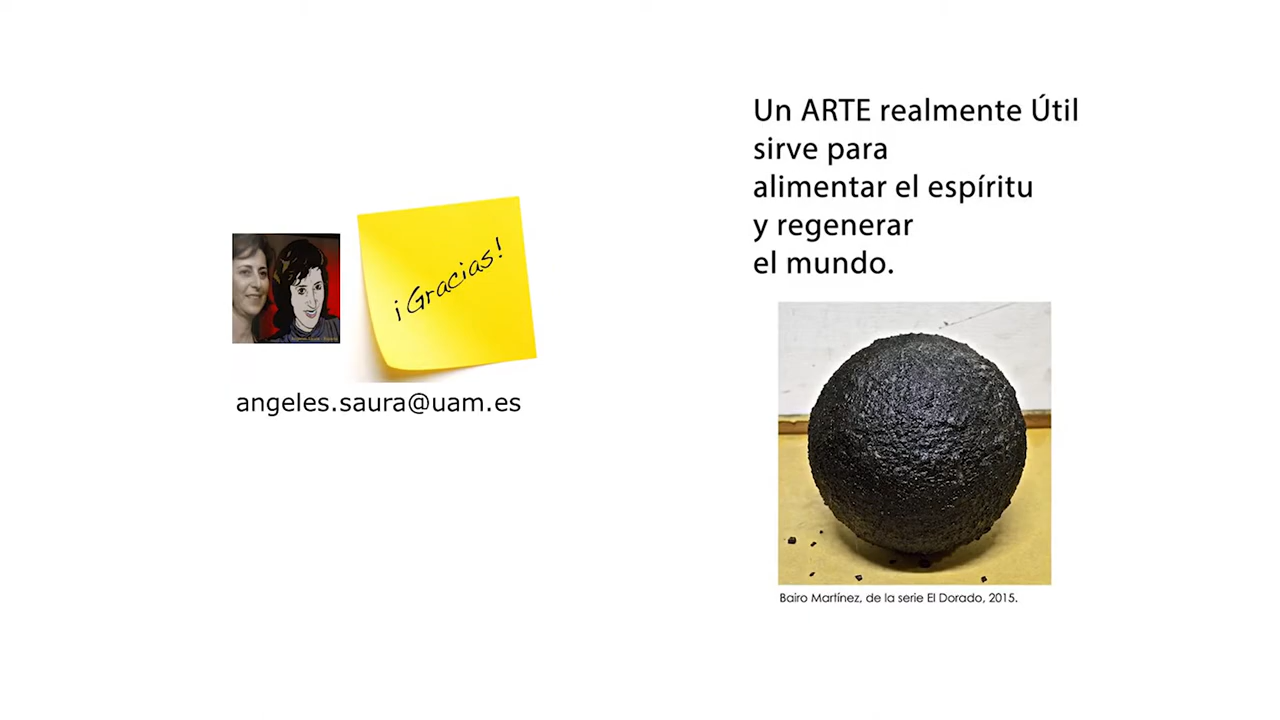 ¡Gracias!
angeles.saura@uam.es
Un ARTE realmente Útil
sirve para
alimentar el espíritu
y regenerar
el mundo.
Bairo Martínez, de la serie El Dorado, 2015.